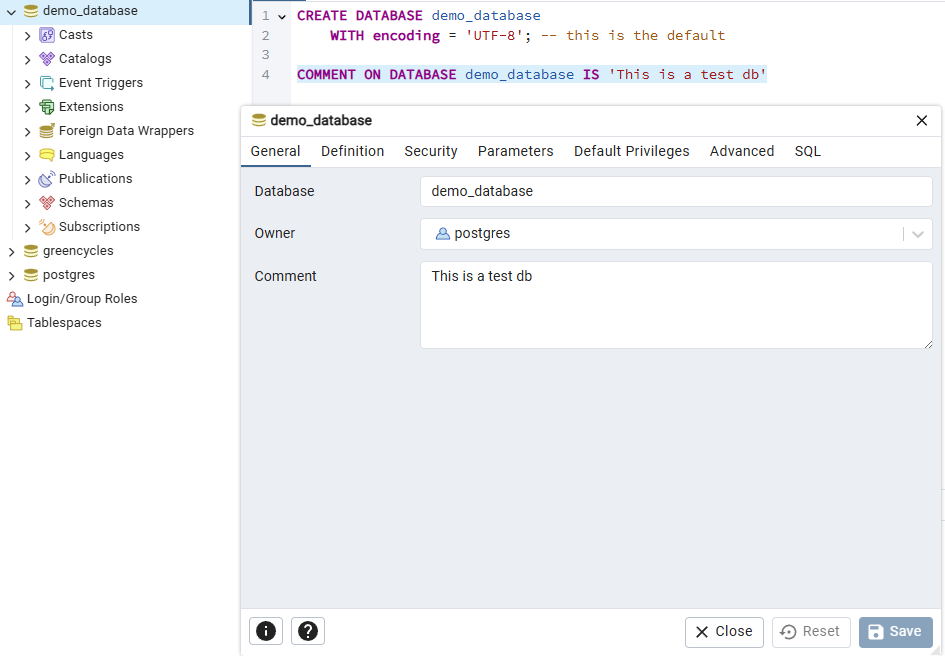 demo_database
Casts
Catalogs
Event Triggers
Extensions
Foreign Data Wrappers
Languages
Publications
Schemas
Subscriptions
greencycles
postgres
Login/Group Roles
Tablespaces
1 CREATE DATABASE demo_database
2 WITH encoding = 'UTF-8'; -- this is the default
3
4 COMMENT ON DATABASE demo_database IS 'This is a test db'
demo_database
General Definition Security Parameters Default Privileges Advanced SQL
Database demo_database
Owner postgres
Comment This is a test db
Close Reset Save